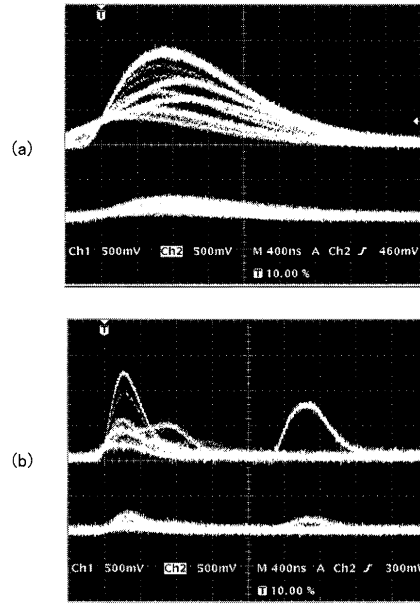 T
(a)
Ch1 500mV Ch2 500mV M 400ns A Ch2 ∫ 460mV
T 10.00 %
T
(b)
Ch1 500mV Ch2 500mV M 400ns A Ch2 ∫ 300mV
T 10.00 %